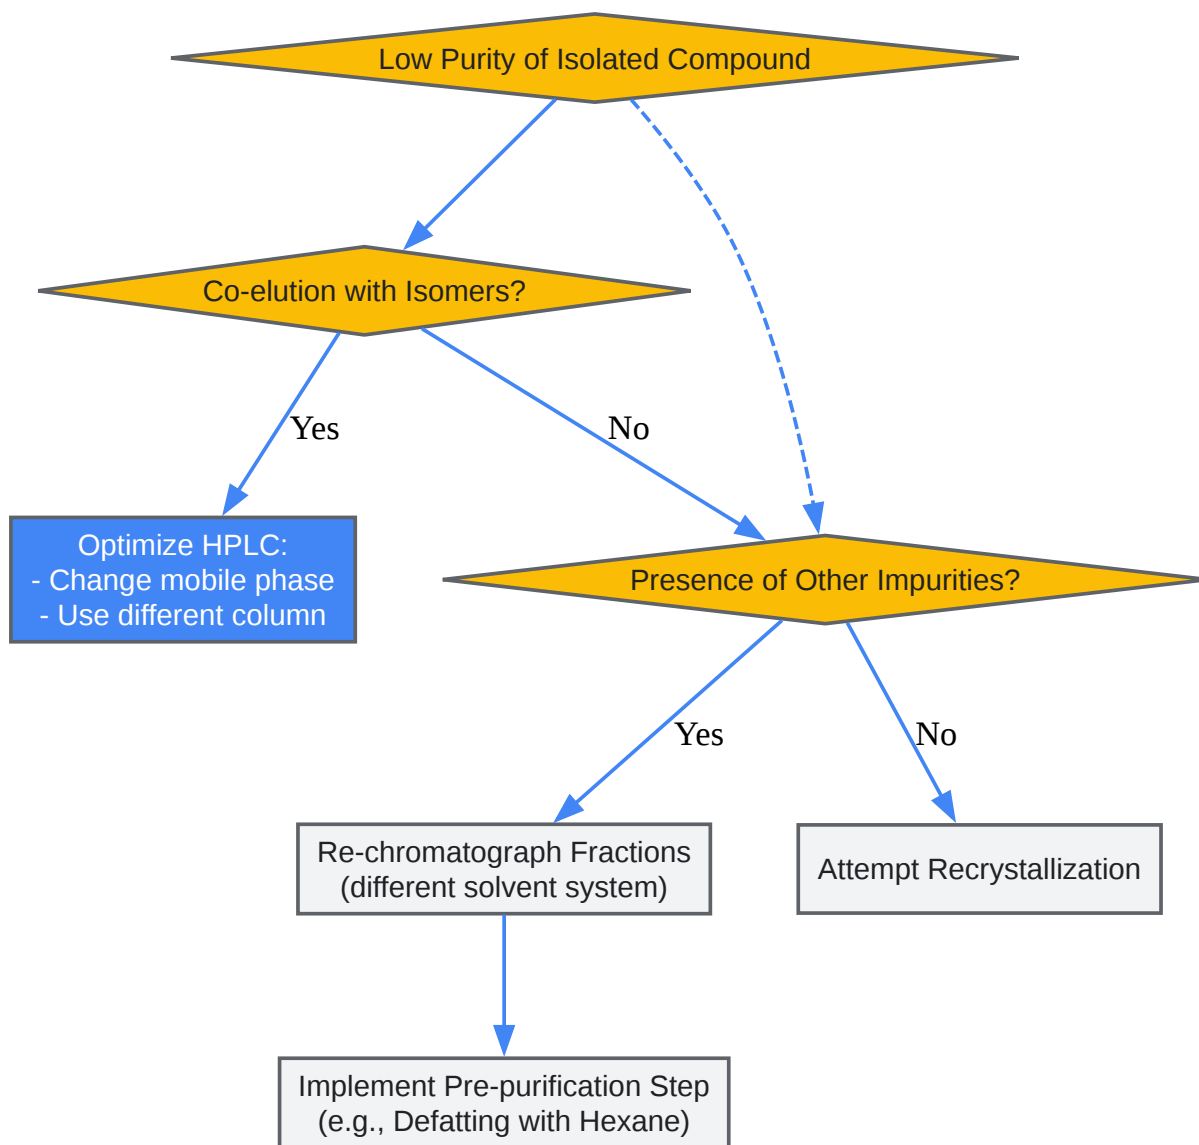 Low Purity of Isolated Compound
Co-elution with Isomers?
Yes
No
Optimize HPLC:
- Change mobile phase
- Use different column
Presence of Other Impurities?
Yes
No
Re-chromatograph Fractions
(different solvent system)
Attempt Recrystallization
Implement Pre-purification Step
(e.g., Defatting with Hexane)